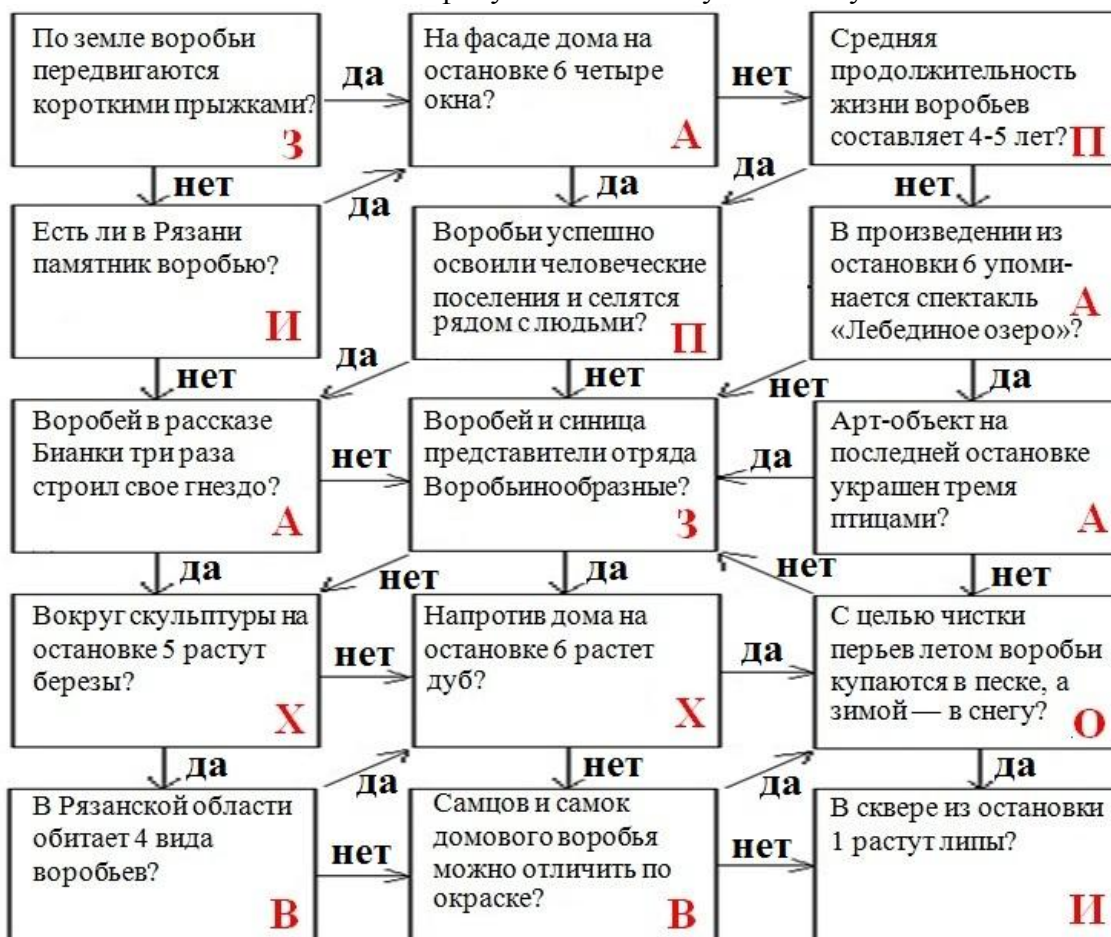 По земле воробьи
передвигаются
короткими прыжками?
З
да
На фасаде дома на
остановке 6 четыре
окна?
А
нет
Средняя
продолжительность
жизни воробьев
составляет 4-5 лет?
П
нет
да
да
да
нет
Есть ли в Рязани
памятник воробью?
И
Воробьи успешно
освоили человеческие
поселения и селятся
рядом с людьми?
П
В произведении из
остановки 6 упоми-
нается спектакль
«Лебединое озеро»?
А
нет
да
нет
нет
да
Воробей в рассказе
Бианки три раза
строил свое гнездо?
А
нет
Воробей и синица
представители отряда
Воробьинообразные?
З
да
Арт-объект на
последней остановке
украшен тремя
птицами?
А
да
нет
да
нет
нет
Вокруг скульптуры на
остановке 5 растут
березы?
Х
нет
Напротив дома на
остановке 6 растет
дуб?
Х
да
С целью чистки
перьев летом воробьи
купаются в песке, а
зимой — в снегу?
О
да
да
нет
да
да
В Рязанской области
обитает 4 вида
воробьев?
В
нет
Самцов и самок
домового воробья
можно отличить по
окраске?
В
нет
В сквере из остановки
1 растут липы?
И